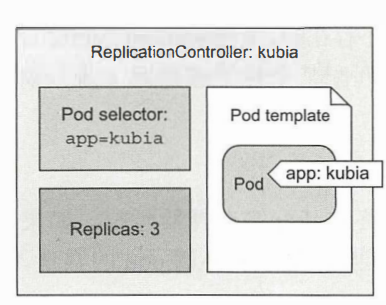 ReplicationController: kubia
Pod selector:
app=kubia
Replicas: 3
Pod template
Pod
app: kubia